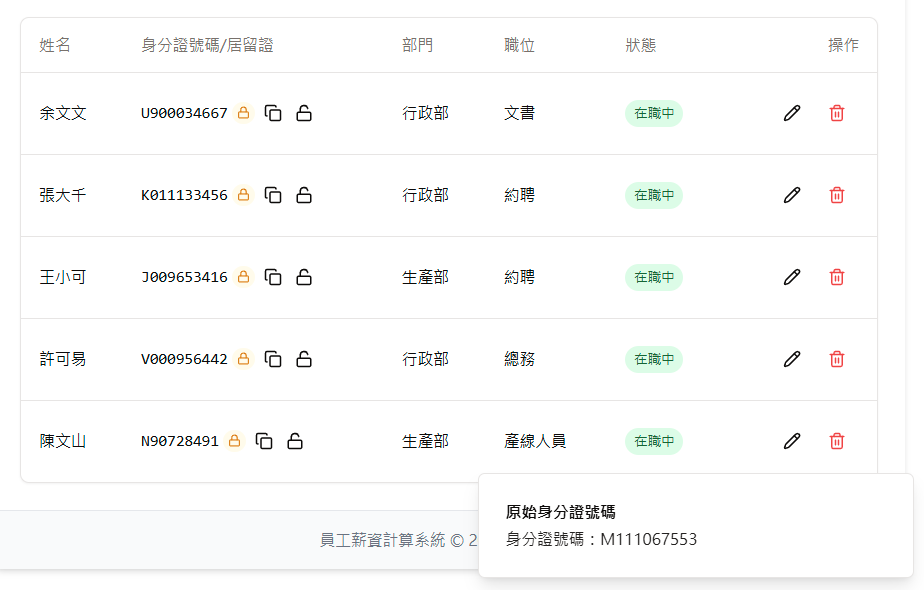 姓名 身分證號碼/居留證 部門 職位 狀態 操作
余文文 U900034667 行政部 文書 在職中
張大千 K011133456 行政部 約聘 在職中
王小可 J009653416 生產部 約聘 在職中
許可易 V000956442 行政部 總務 在職中
陳文山 N90728491 生產部 產線人員 在職中
原始身分證號碼
身分證號碼：M111067553
員工薪資計算系統 © 2